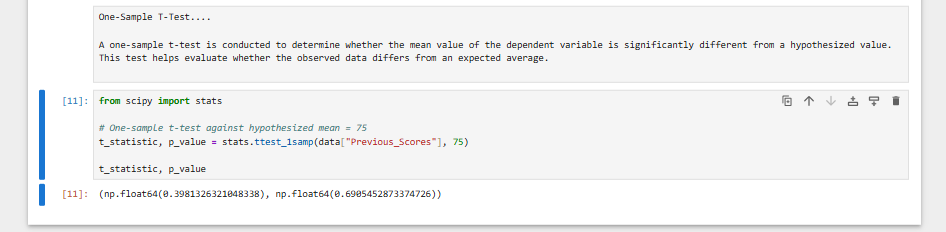 One-Sample T-Test....
A one-sample t-test is conducted to determine whether the mean value of the dependent variable is significantly different from a hypothesized value.
This test helps evaluate whether the observed data differs from an expected average.
[11]: from scipy import stats
# One-sample t-test against hypothesized mean = 75
t_statistic, p_value = stats.ttest_1samp(data["Previous_Scores"], 75)
t_statistic, p_value
[11]: (np.float64(0.3981326321048338), np.float64(0.6905452873374726))